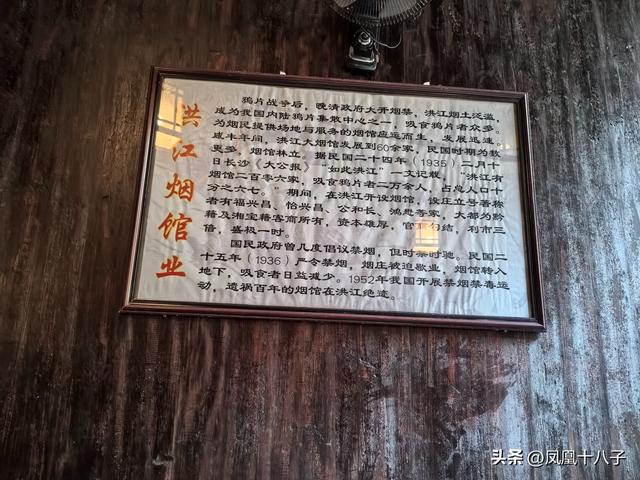 洪江烟馆业
鸦片战争后，晚清政府大开烟禁，洪江烟土泛滥，
成为我国内陆鸦片集散中心之一，吸食鸦片者众多。
为烟民提供场地与服务的烟馆应运而生，发展迅速。
咸丰年间，洪江大烟馆发展到60余家，民国时期为数
更多，烟馆林立。据民国二十四年（1935）二月十
日长沙《大公报》“如此洪江”一文记载，“洪江有
烟馆二百零六家，吸食鸦片者二万余人，占总人口十
分之六七。”期间，在洪江开设烟馆，设庄立号著称
者有福兴昌、怡兴昌、公和长、鸿思等家，大都为黔
籍及湘宝籍客商所有，资本雄厚，官商勾结，利市三
倍，盛极一时。
国民政府曾几度倡议禁烟，但时禁时驰。民国二
十五年（1936）严令禁烟，烟庄被迫歇业，烟馆转入
地下，吸食者日益减少。1952年我国开展禁烟禁毒运
动，遗祸百年的烟馆在洪江绝迹。
头条 @凤凰十八子